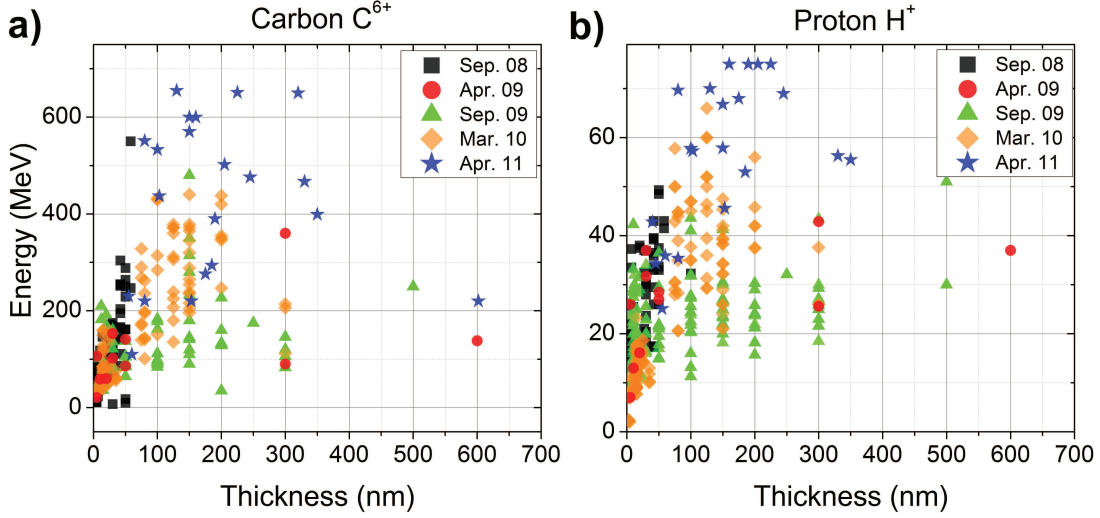 a)
Carbon C⁶⁺
Sep. 08
Apr. 09
Sep. 09
Mar. 10
Apr. 11
Energy (MeV)
600
400
200
0
0 100 200 300 400 500 600 700
Thickness (nm)
b)
Proton H⁺
Sep. 08
Apr. 09
Sep. 09
Mar. 10
Apr. 11
60
40
20
0
0 100 200 300 400 500 600 700
Thickness (nm)